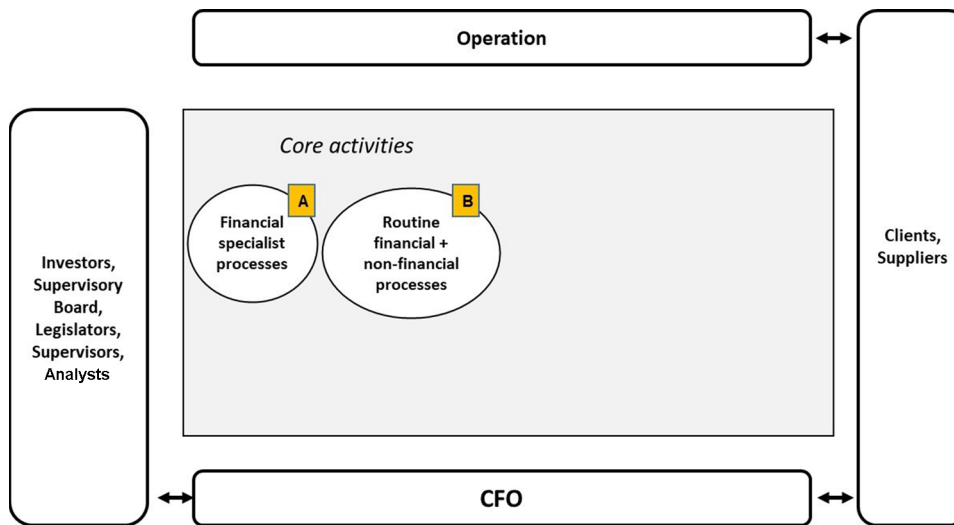 Operation
Core activities
A
Financial
specialist
processes
B
Routine
financial +
non-financial
processes
Investors,
Supervisory
Board,
Legislators,
Supervisors,
Analysts
Clients,
Suppliers
CFO